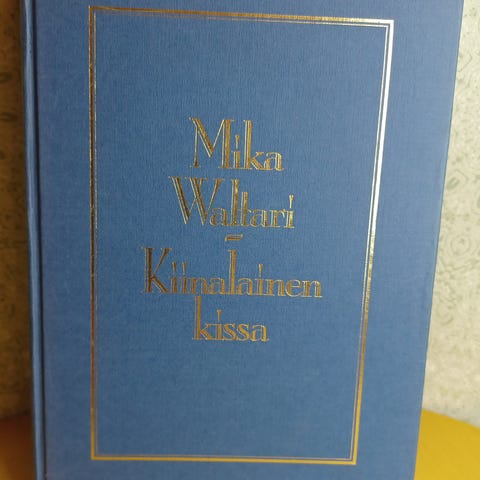 Mika
Waltari
–
Kiinalainen
kissa